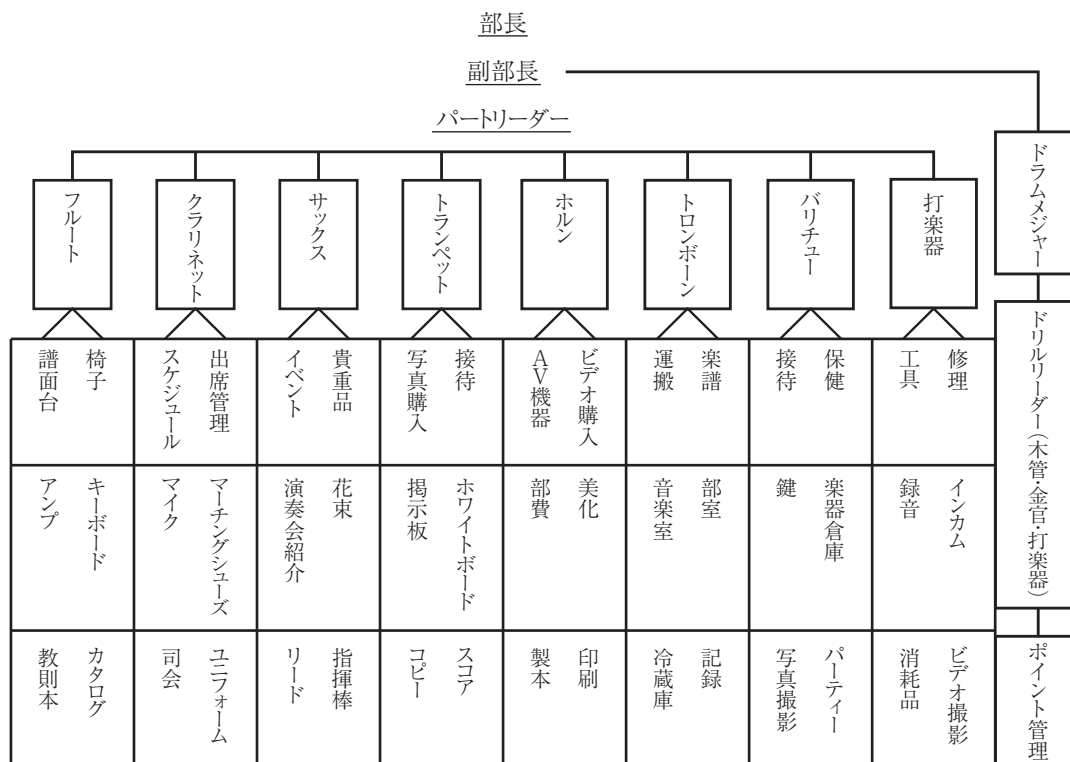 部長
副部長
パートリーダー
フルート
クラリネット
サックス
トランペット
ホルン
トロンボーン
バリチュー
打楽器
ドラムメジャー
ドリルリーダー(木管・金官・打楽器)
ポイント管理
椅子
譜面台
出席管理
スケジュール
貴重品
イベント
接待
写真購入
ビデオ購入
AV機器
楽譜
運搬
保健
接待
修理
工具
キーボード
アンプ
マーチングシューズ
マイク
花束
演奏会紹介
ホワイトボード
掲示板
美化
部費
部室
音楽室
楽器倉庫
鍵
インカム
録音
カタログ
教則本
ユニフォーム
司会
指揮棒
リード
スコア
コピー
印刷
製本
記録
冷蔵庫
パーティー
写真撮影
ビデオ撮影
消耗品